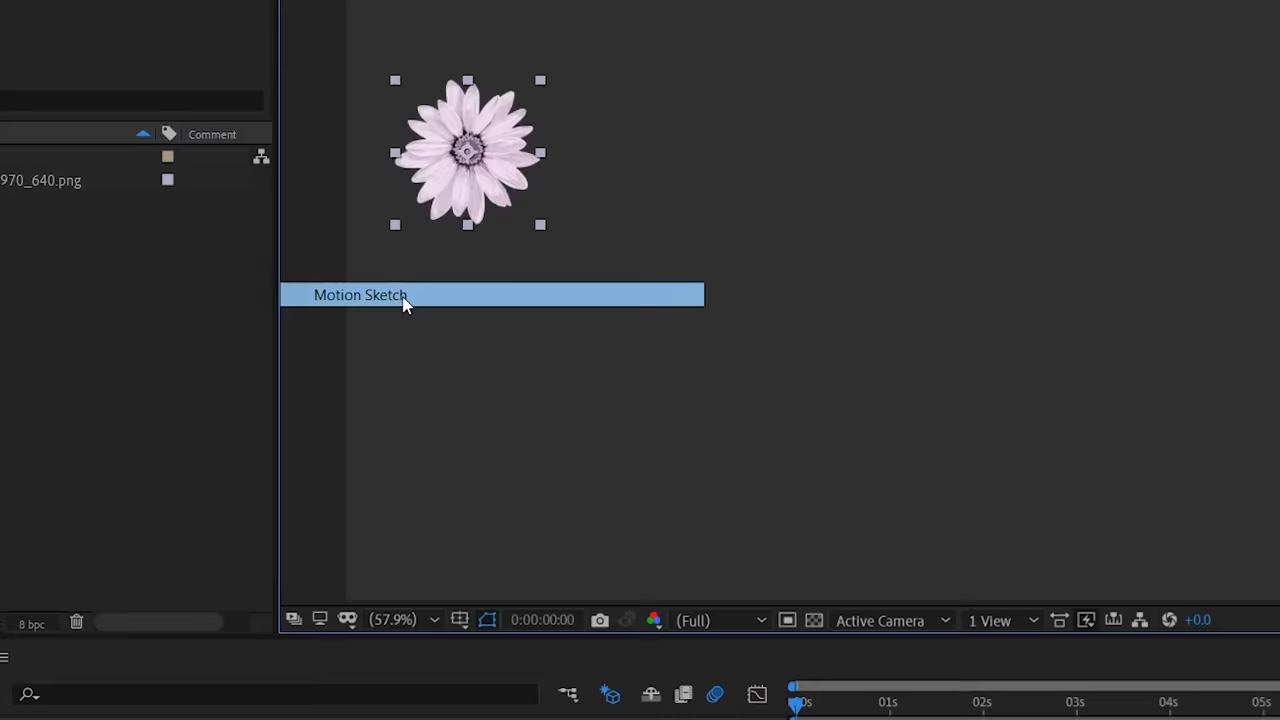 Comment
970_640.png
Motion Sketch
8 bpc
(57.9%)
0:00:00:00
(Full)
Active Camera
1 View
+0.0
0s
01s
02s
03s
04s
05s